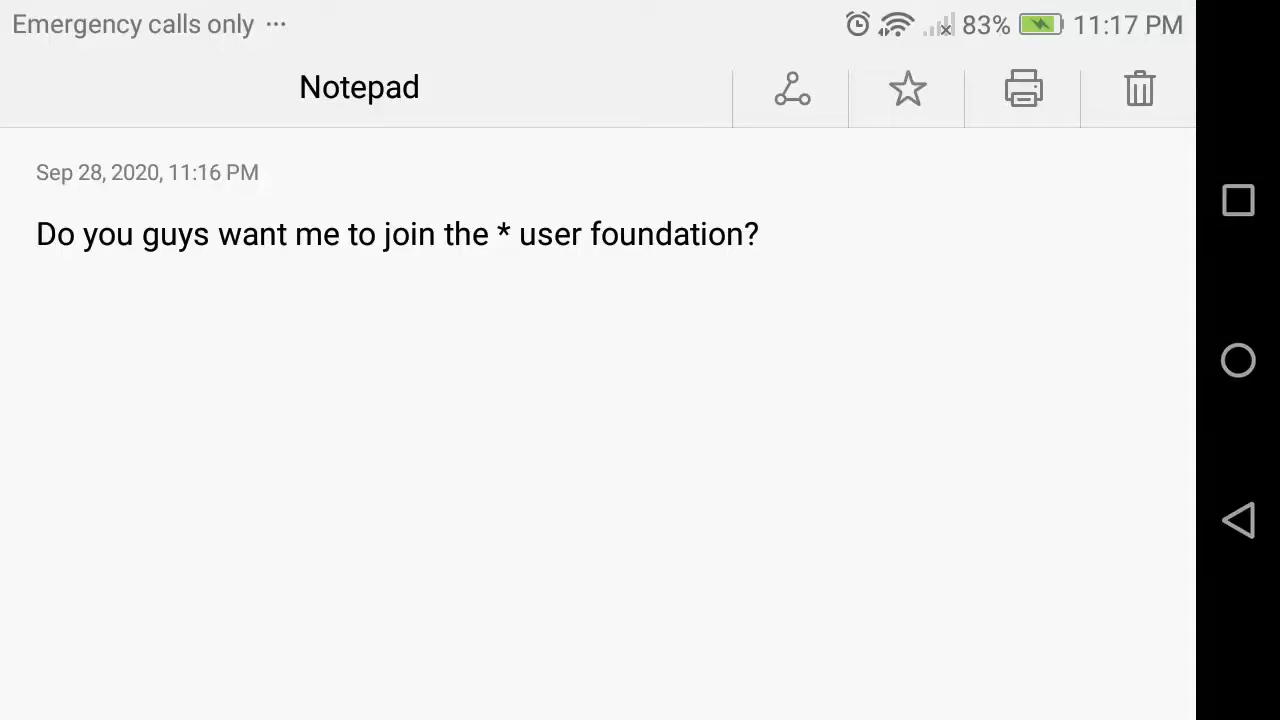 Emergency calls only ...
83% 11:17 PM
Notepad
Sep 28, 2020, 11:16 PM
Do you guys want me to join the * user foundation?